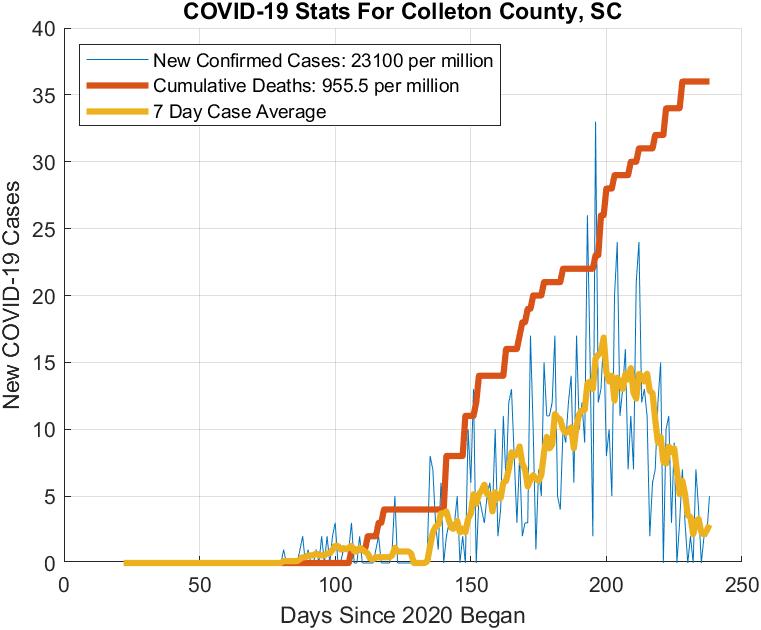 COVID-19 Stats For Colleton County, SC
New Confirmed Cases: 23100 per million
Cumulative Deaths: 955.5 per million
7 Day Case Average
New COVID-19 Cases
40
35
30
25
20
15
10
5
0
0 50 100 150 200 250
Days Since 2020 Began